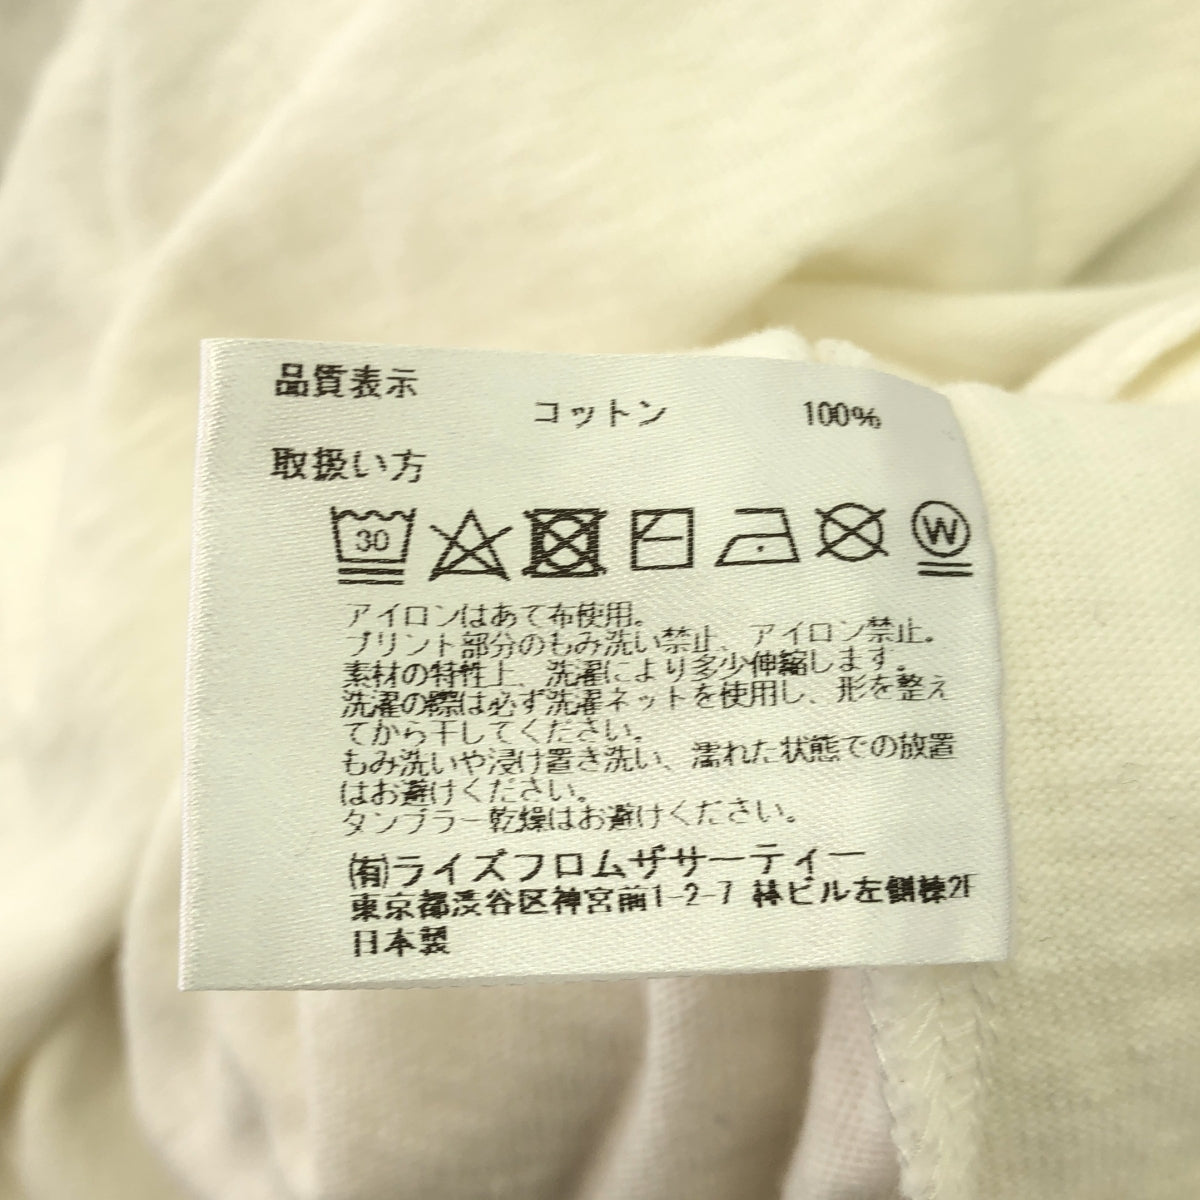 品質表示
コットン 100%
取扱い方
30 W
アイロンはあて布使用。
プリント部分のもみ洗い禁止、アイロン禁止。
素材の特性上、洗濯により多少伸縮します。
洗濯の際は必ず洗濯ネットを使用し、形を整え
てから干してください。
もみ洗いや浸け置き洗い、濡れた状態での放置
はお避けください。
タンブラー乾燥はお避けください。
(有)ライズフロムザサーティー
東京都渋谷区神宮前1-2-7 林ビル左側棟2F
日本製